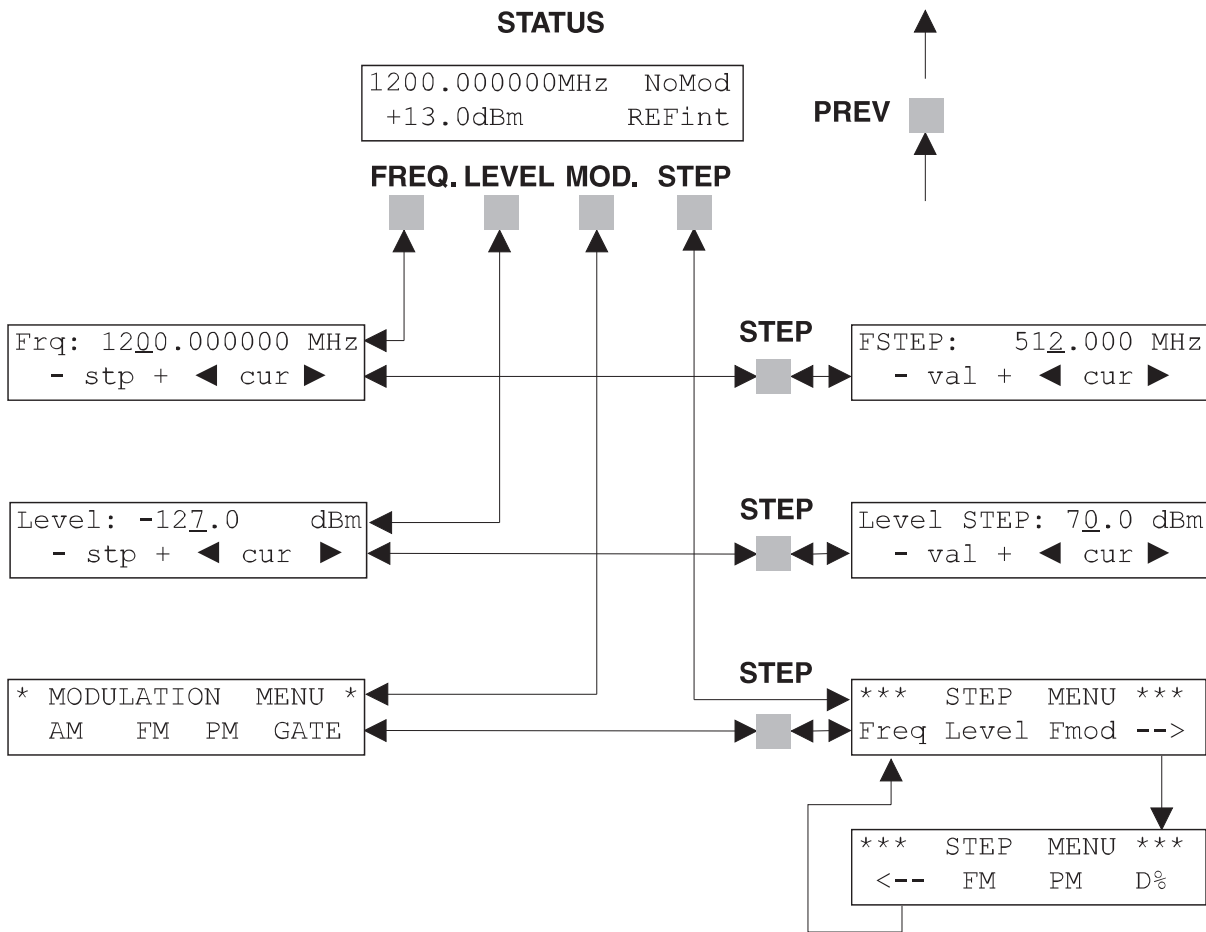 STATUS
1200.000000MHz NoMod
+13.0dBm REFint
PREV
FREQ. LEVEL MOD. STEP
Frq: 1200.000000 MHz
- stp + ◄ cur ►
STEP
FSTEP: 512.000 MHz
- val + ◄ cur ►
Level: -127.0 dBm
- stp + ◄ cur ►
STEP
Level STEP: 70.0 dBm
- val + ◄ cur ►
* MODULATION MENU *
AM FM PM GATE
STEP
*** STEP MENU ***
Freq Level Fmod -->
*** STEP MENU ***
<-- FM PM D%